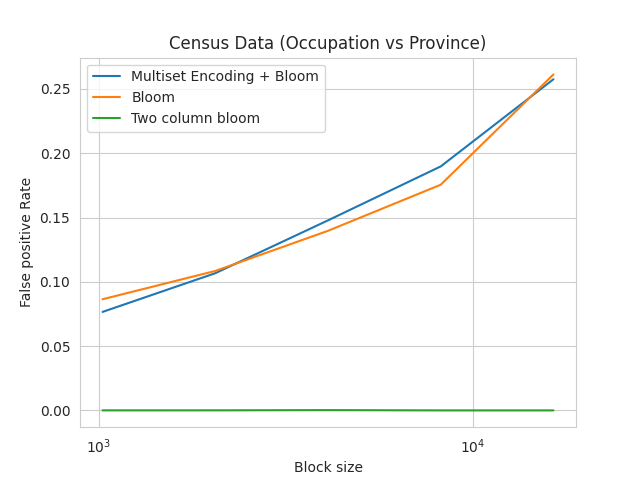 Census Data (Occupation vs Province)
Multiset Encoding + Bloom
Bloom
Two column bloom
False positive Rate
0.25
0.20
0.15
0.10
0.05
0.00
10³
10⁴
Block size